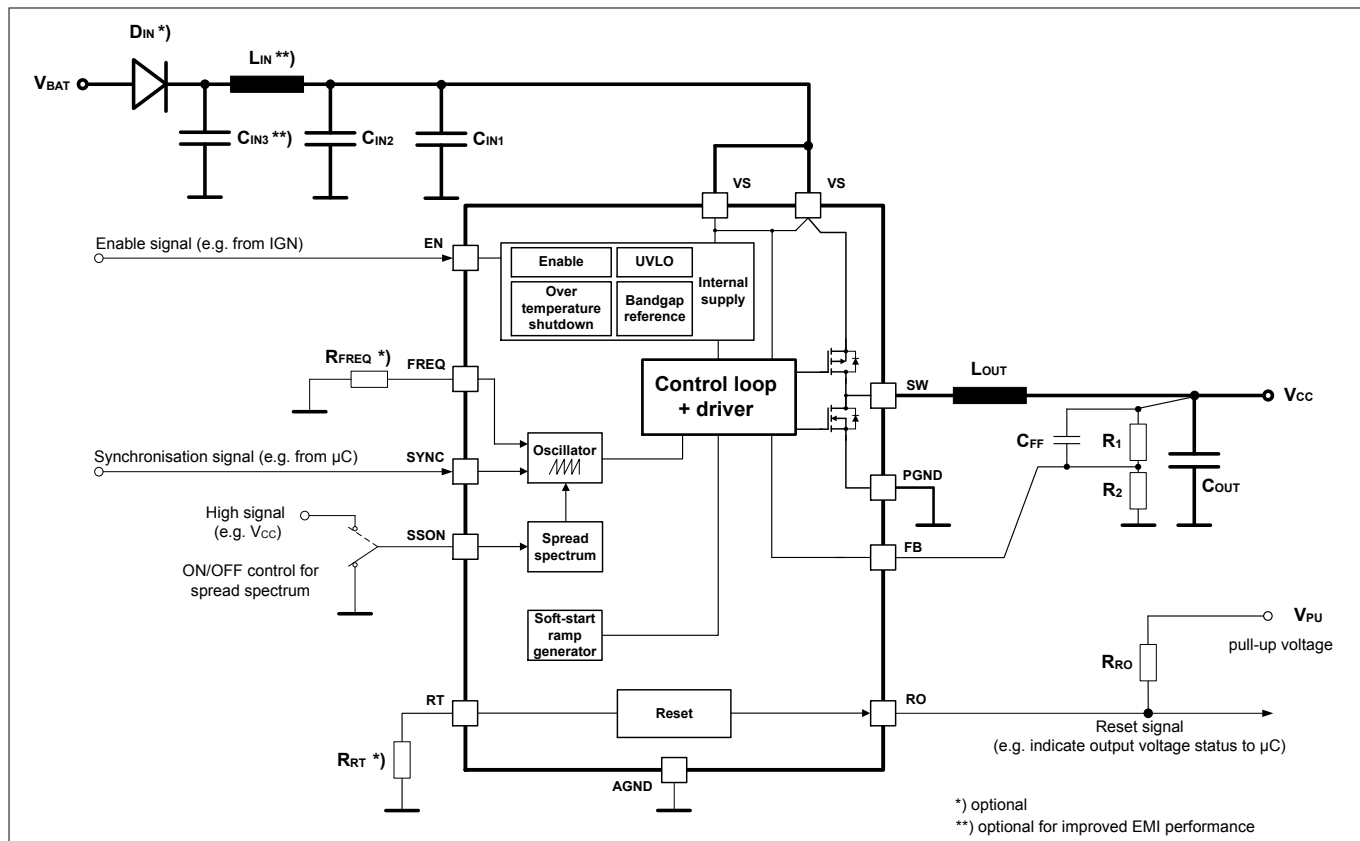 DIN *)
LIN **)
VBAT
CIN3 **)
CIN2
CIN1
VS
VS
Enable signal (e.g. from IGN)
EN
Enable
UVLO
Internal
supply
Over
temperature
shutdown
Bandgap
reference
RFREQ *)
FREQ
Control loop
+ driver
SW
LOUT
VCC
CFF
R1
R2
COUT
Synchronisation signal (e.g. from µC)
SYNC
Oscillator
PGND
High signal
(e.g. VCC)
SSON
Spread
spectrum
FB
ON/OFF control for
spread spectrum
Soft-start
ramp
generator
VPU
pull-up voltage
RRO
RT
Reset
RO
Reset signal
(e.g. indicate output voltage status to µC)
RRT *)
AGND
*) optional
**) optional for improved EMI performance